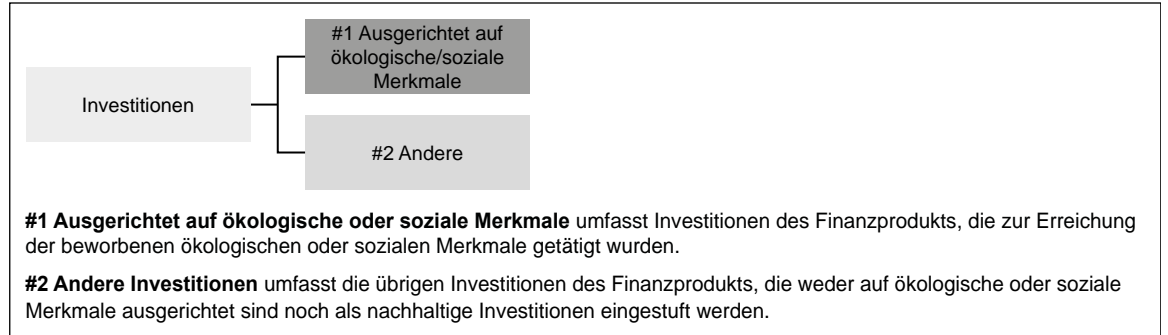 #1 Ausgerichtet auf
ökologische/soziale
Merkmale
Investitionen
#2 Andere
#1 Ausgerichtet auf ökologische oder soziale Merkmale umfasst Investitionen des Finanzprodukts, die zur Erreichung
der beworbenen ökologischen oder sozialen Merkmale getätigt wurden.
#2 Andere Investitionen umfasst die übrigen Investitionen des Finanzprodukts, die weder auf ökologische oder soziale
Merkmale ausgerichtet sind noch als nachhaltige Investitionen eingestuft werden.